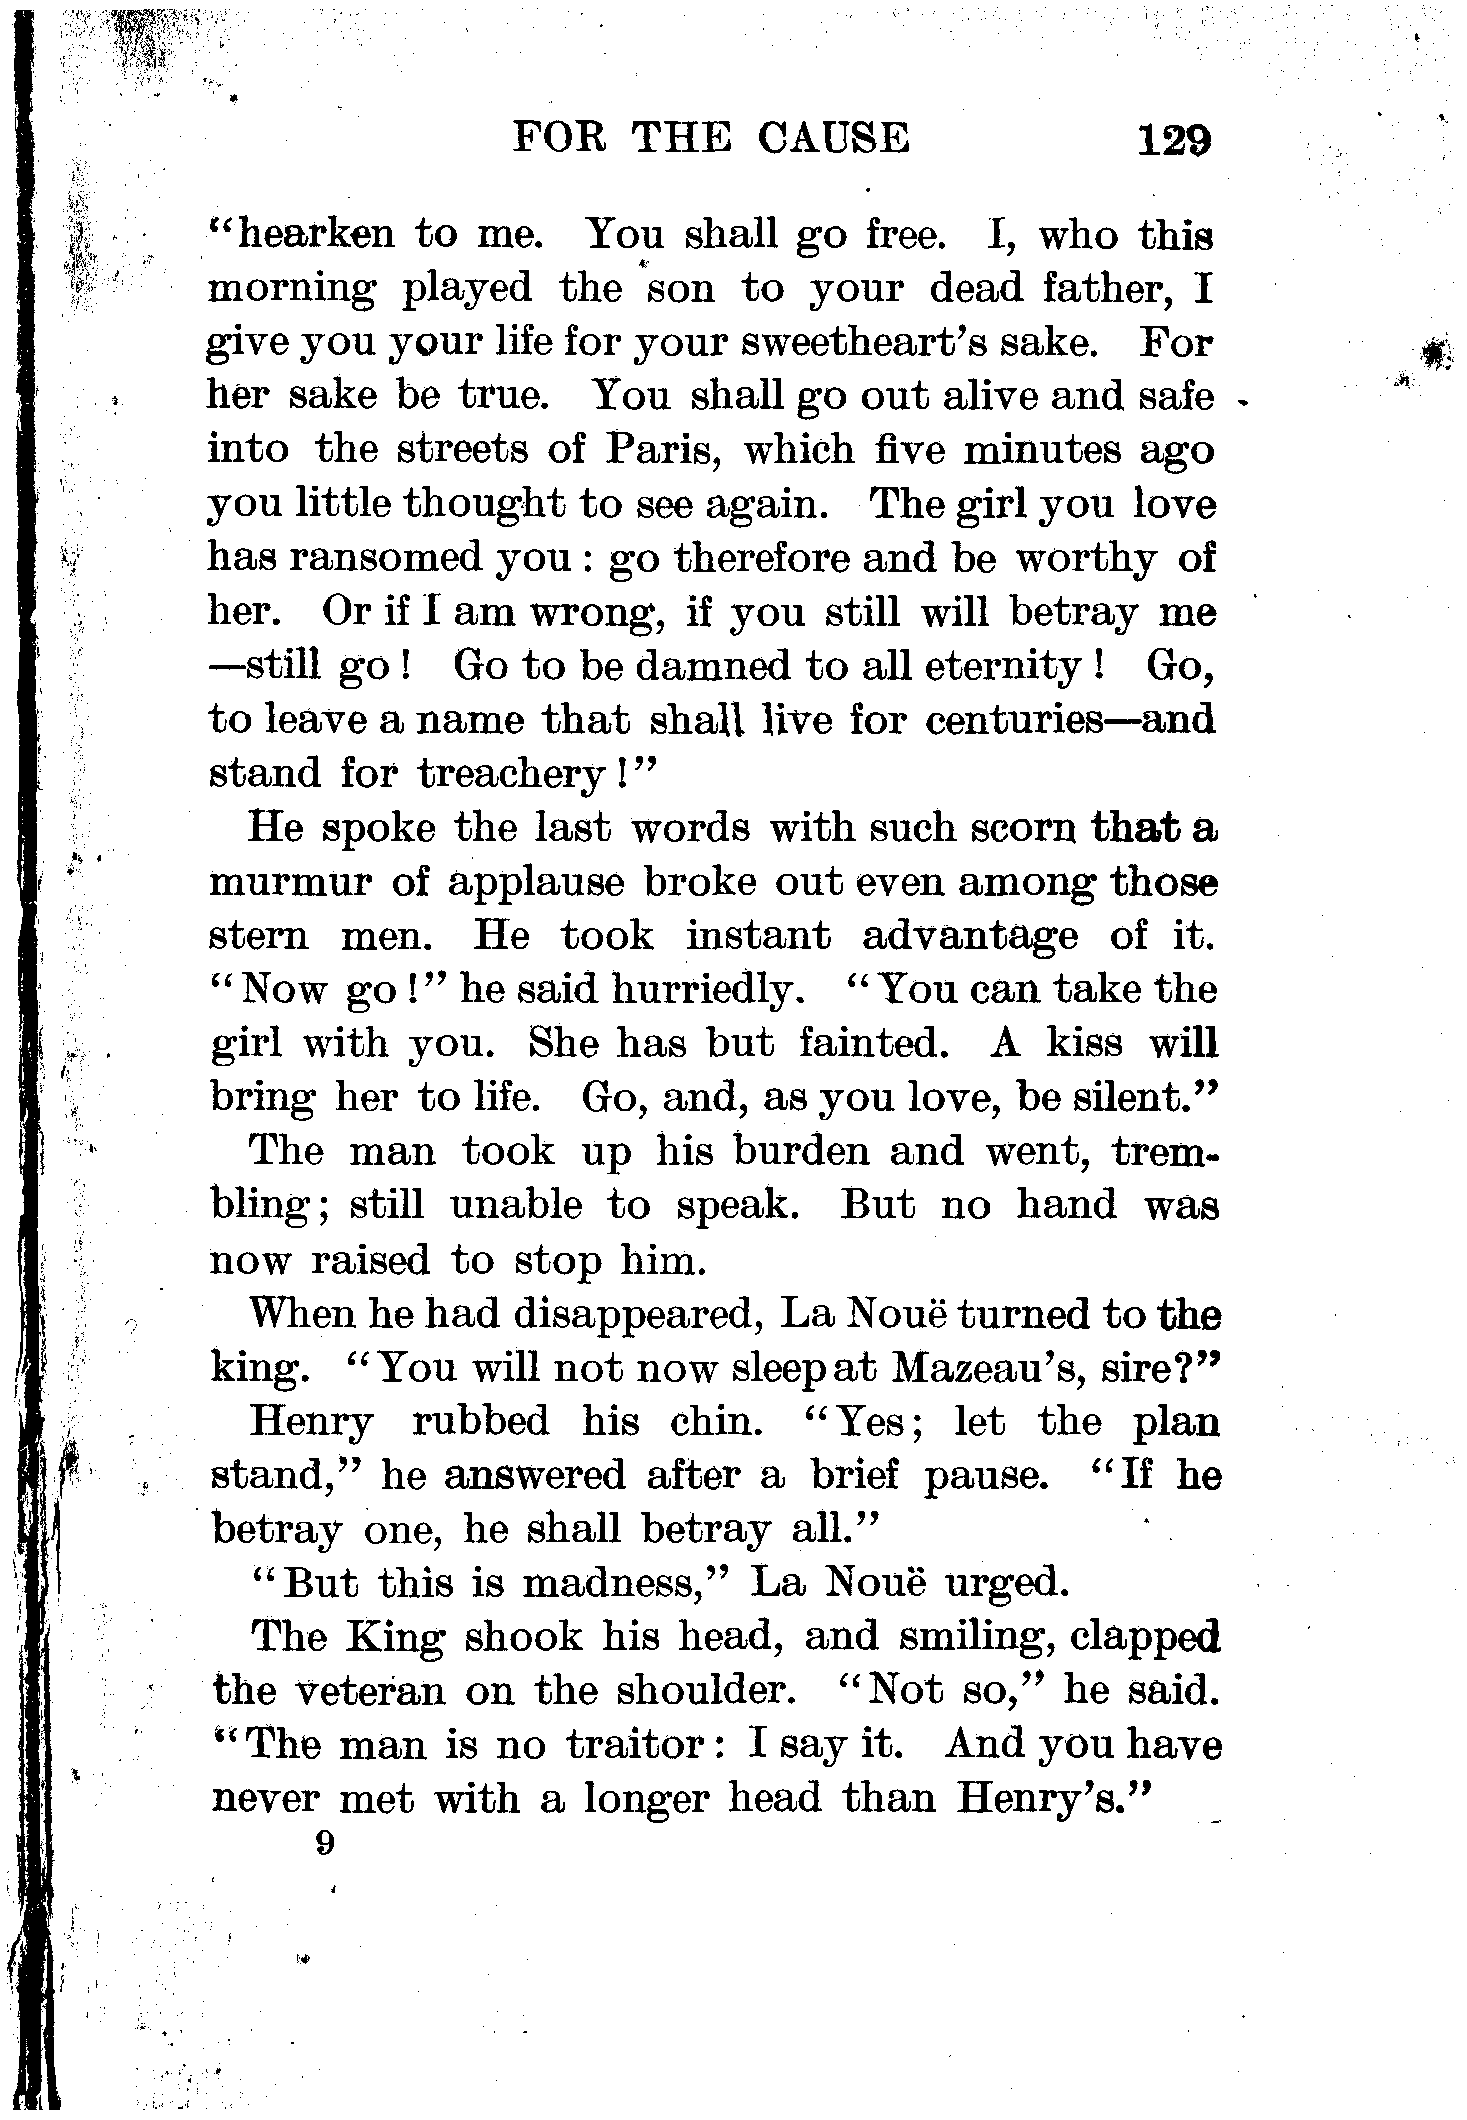 FOR THE CAUSE 129
“hearken to me. You shall go free. I, who this
morning played the son to your dead father, I
give you your life for your sweetheart’s sake. For
her sake be true. You shall go out alive and safe
into the streets of Paris, which five minutes ago
you little thought to see again. The girl you love
has ransomed you : go therefore and be worthy of
her. Or if I am wrong, if you still will betray me
—still go ! Go to be damned to all eternity ! Go,
to leave a name that shall live for centuries—and
stand for treachery !”
He spoke the last words with such scorn that a
murmur of applause broke out even among those
stern men. He took instant advantage of it.
“Now go !” he said hurriedly. “You can take the
girl with you. She has but fainted. A kiss will
bring her to life. Go, and, as you love, be silent.”
The man took up his burden and went, trem-
bling; still unable to speak. But no hand was
now raised to stop him.
When he had disappeared, La Nouë turned to the
king. “You will not now sleep at Mazeau’s, sire?”
Henry rubbed his chin. “Yes; let the plan
stand,” he answered after a brief pause. “If he
betray one, he shall betray all.”
“But this is madness,” La Nouë urged.
The King shook his head, and smiling, clapped
the veteran on the shoulder. “Not so,” he said.
“The man is no traitor: I say it. And you have
never met with a longer head than Henry’s.”
9